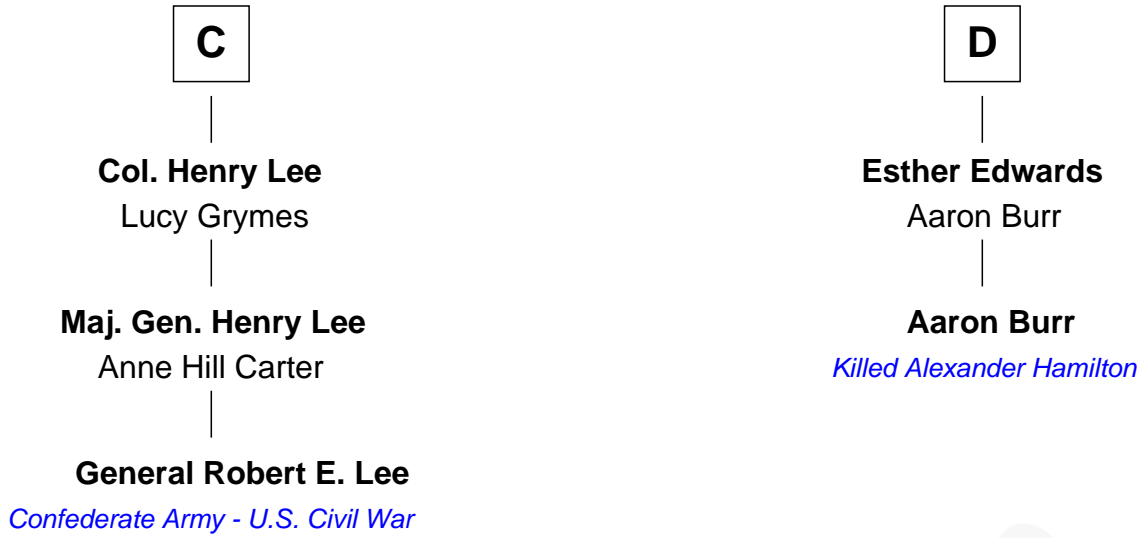 C
Col. Henry Lee
Lucy Grymes
Maj. Gen. Henry Lee
Anne Hill Carter
General Robert E. Lee
Confederate Army - U.S. Civil War
D
Esther Edwards
Aaron Burr
Aaron Burr
Killed Alexander Hamilton